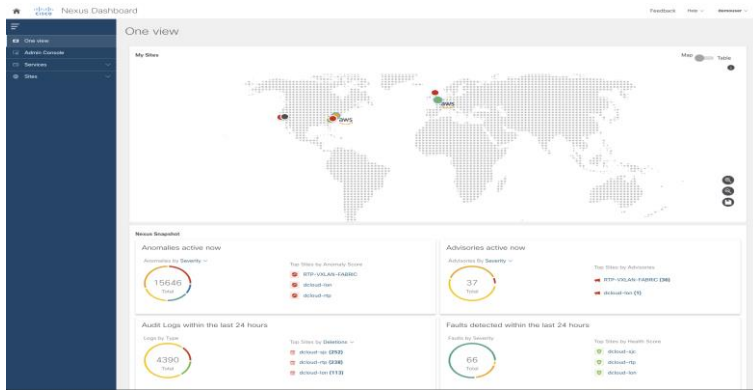 cisco Nexus Dashboard
Feedback Help
One view
Admin Console
Services
Sites
One view
My Sites
Map Table
aws
aws
Nexus Snapshot
Anomalies active now
Anomalies by Severity
15646
Total
Top Sites by Anomaly Score
RTP-VXLAN-FABRIC
dcloud-lon
dcloud-rtp
Advisories active now
Advisories By Severity
37
Total
Top Sites by Advisories
RTP-VXLAN-FABRIC (36)
dcloud-lon (1)
Audit Logs within the last 24 hours
Logs by Type
4390
Total
Top Sites by Deletions
dcloud-sjc (252)
dcloud-rtp (238)
dcloud-lon (113)
Faults detected within the last 24 hours
Faults by Severity
66
Total
Top Sites by Health Score
dcloud-sjc
dcloud-rtp
dcloud-lon